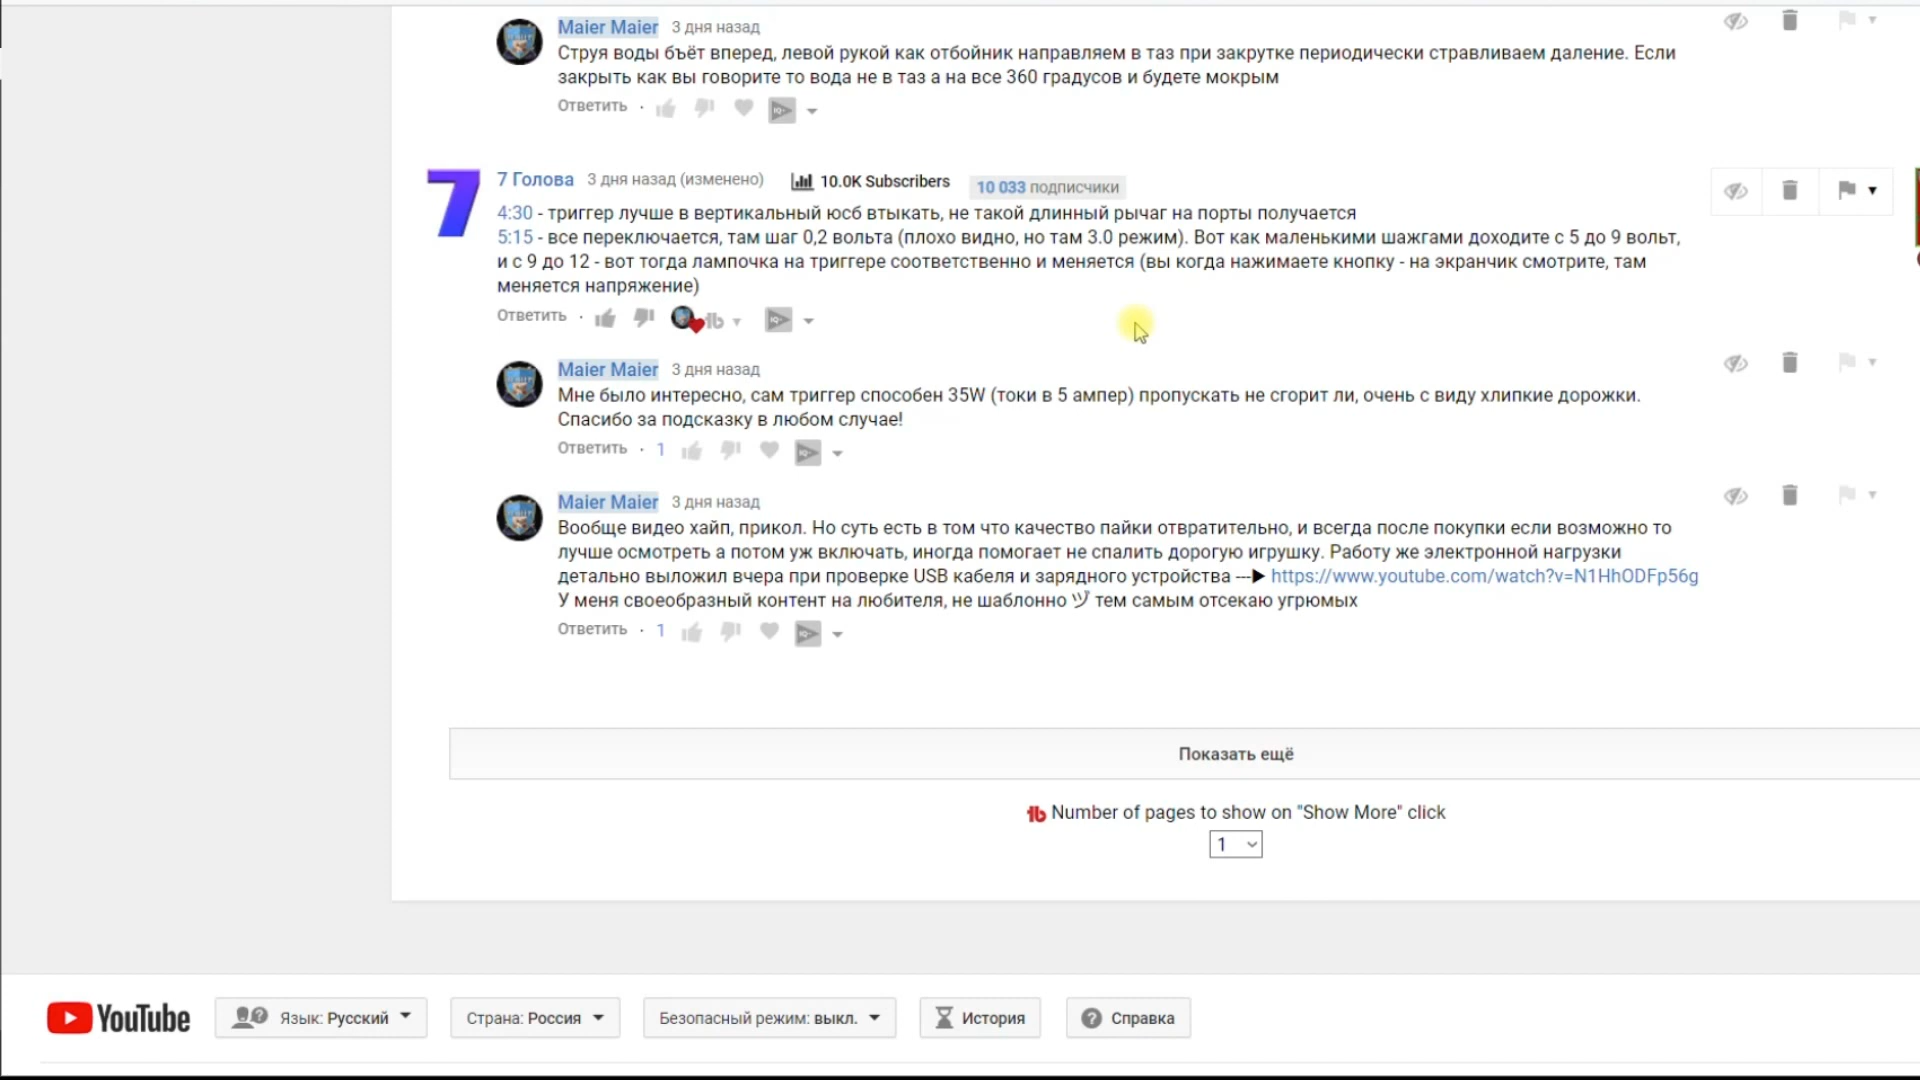 Maier Maier 3 дня назад
Струя воды бъёт вперед, левой рукой как отбойник направляем в таз при закрутке периодически стравливаем даление. Если
закрыть как вы говорите то вода не в таз а на все 360 градусов и будете мокрым
Ответить ·
7 Голова 3 дня назад (изменено) 10.0K Subscribers 10 033 подписчики
4:30 - триггер лучше в вертикальный юсб втыкать, не такой длинный рычаг на порты получается
5:15 - все переключается, там шаг 0,2 вольта (плохо видно, но там 3.0 режим). Вот как маленькими шажгами доходите с 5 до 9 вольт,
и с 9 до 12 - вот тогда лампочка на триггере соответственно и меняется (вы когда нажимаете кнопку - на экранчик смотрите, там
меняется напряжение)
Ответить ·
Maier Maier 3 дня назад
Мне было интересно, сам триггер способен 35W (токи в 5 ампер) пропускать не сгорит ли, очень с виду хлипкие дорожки.
Спасибо за подсказку в любом случае!
Ответить · 1
Maier Maier 3 дня назад
Вообще видео хайп, прикол. Но суть есть в том что качество пайки отвратительно, и всегда после покупки если возможно то
лучше осмотреть а потом уж включать, иногда помогает не спалить дорогую игрушку. Работу же электронной нагрузки
детально выложил вчера при проверке USB кабеля и зарядного устройства ---► https://www.youtube.com/watch?v=N1HhODFp56g
У меня своеобразный контент на любителя, не шаблонно ヅ тем самым отсекаю угрюмых
Ответить · 1
Показать ещё
Number of pages to show on "Show More" click
1
YouTube Язык: Русский Страна: Россия Безопасный режим: выкл. История Справка